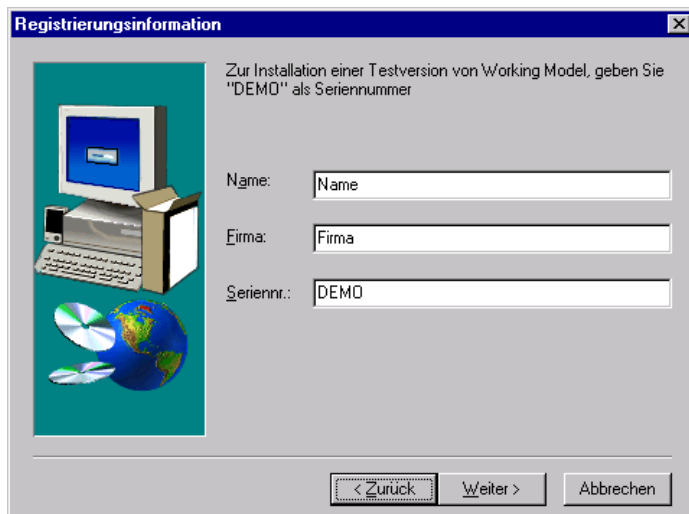 Registrierungsinformation
Zur Installation einer Testversion von Working Model, geben Sie
"DEMO" als Seriennummer
Name: Name
Firma: Firma
Seriennr.: DEMO
< Zurück Weiter > Abbrechen